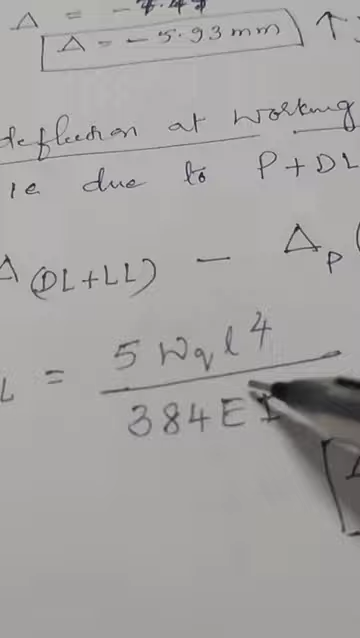 Δ = -
Δ = - 5.93 mm ↑
deflection at working
ie due to P + DL
Δ (DL+LL) - Δp (
L = 5 Wq l⁴ / 384 E I